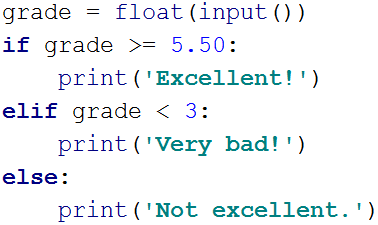 grade = float(input())
if grade >= 5.50:
    print('Excellent!')
elif grade < 3:
    print('Very bad!')
else:
    print('Not excellent.')